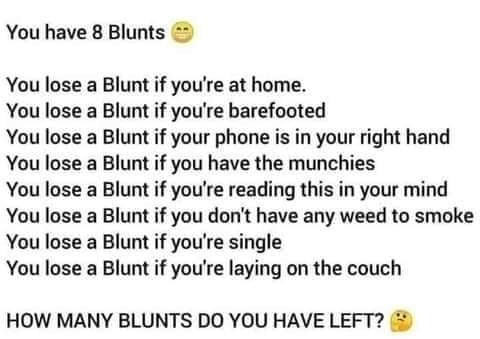 You have 8 Blunts 😁
You lose a Blunt if you're at home.
You lose a Blunt if you're barefooted
You lose a Blunt if your phone is in your right hand
You lose a Blunt if you have the munchies
You lose a Blunt if you're reading this in your mind
You lose a Blunt if you don't have any weed to smoke
You lose a Blunt if you're single
You lose a Blunt if you're laying on the couch
HOW MANY BLUNTS DO YOU HAVE LEFT? 🤔